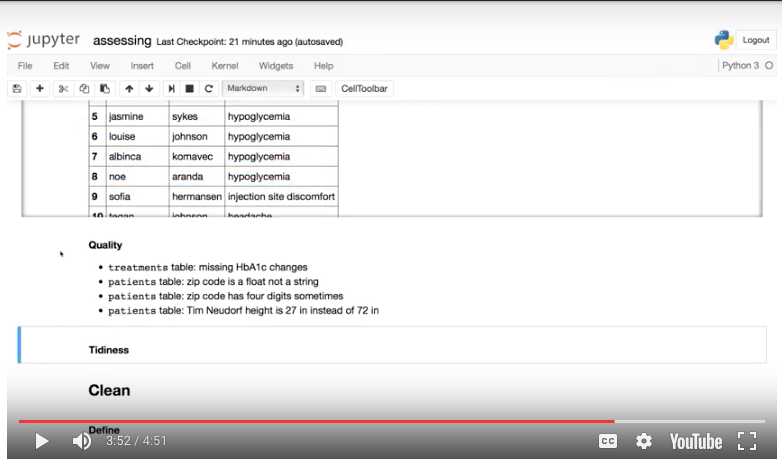 jupyter assessing Last Checkpoint: 21 minutes ago (autosaved) Logout
File Edit View Insert Cell Kernel Widgets Help Python 3
Markdown CellToolbar
5 jasmine sykes hypoglycemia
6 louise johnson hypoglycemia
7 albinca komavec hypoglycemia
8 noe aranda hypoglycemia
9 sofia hermansen injection site discomfort
10 tegan johnson headache
Quality
• treatments table: missing HbA1c changes
• patients table: zip code is a float not a string
• patients table: zip code has four digits sometimes
• patients table: Tim Neudorf height is 27 in instead of 72 in
Tidiness
Clean
Define
3:52 / 4:51 CC YouTube